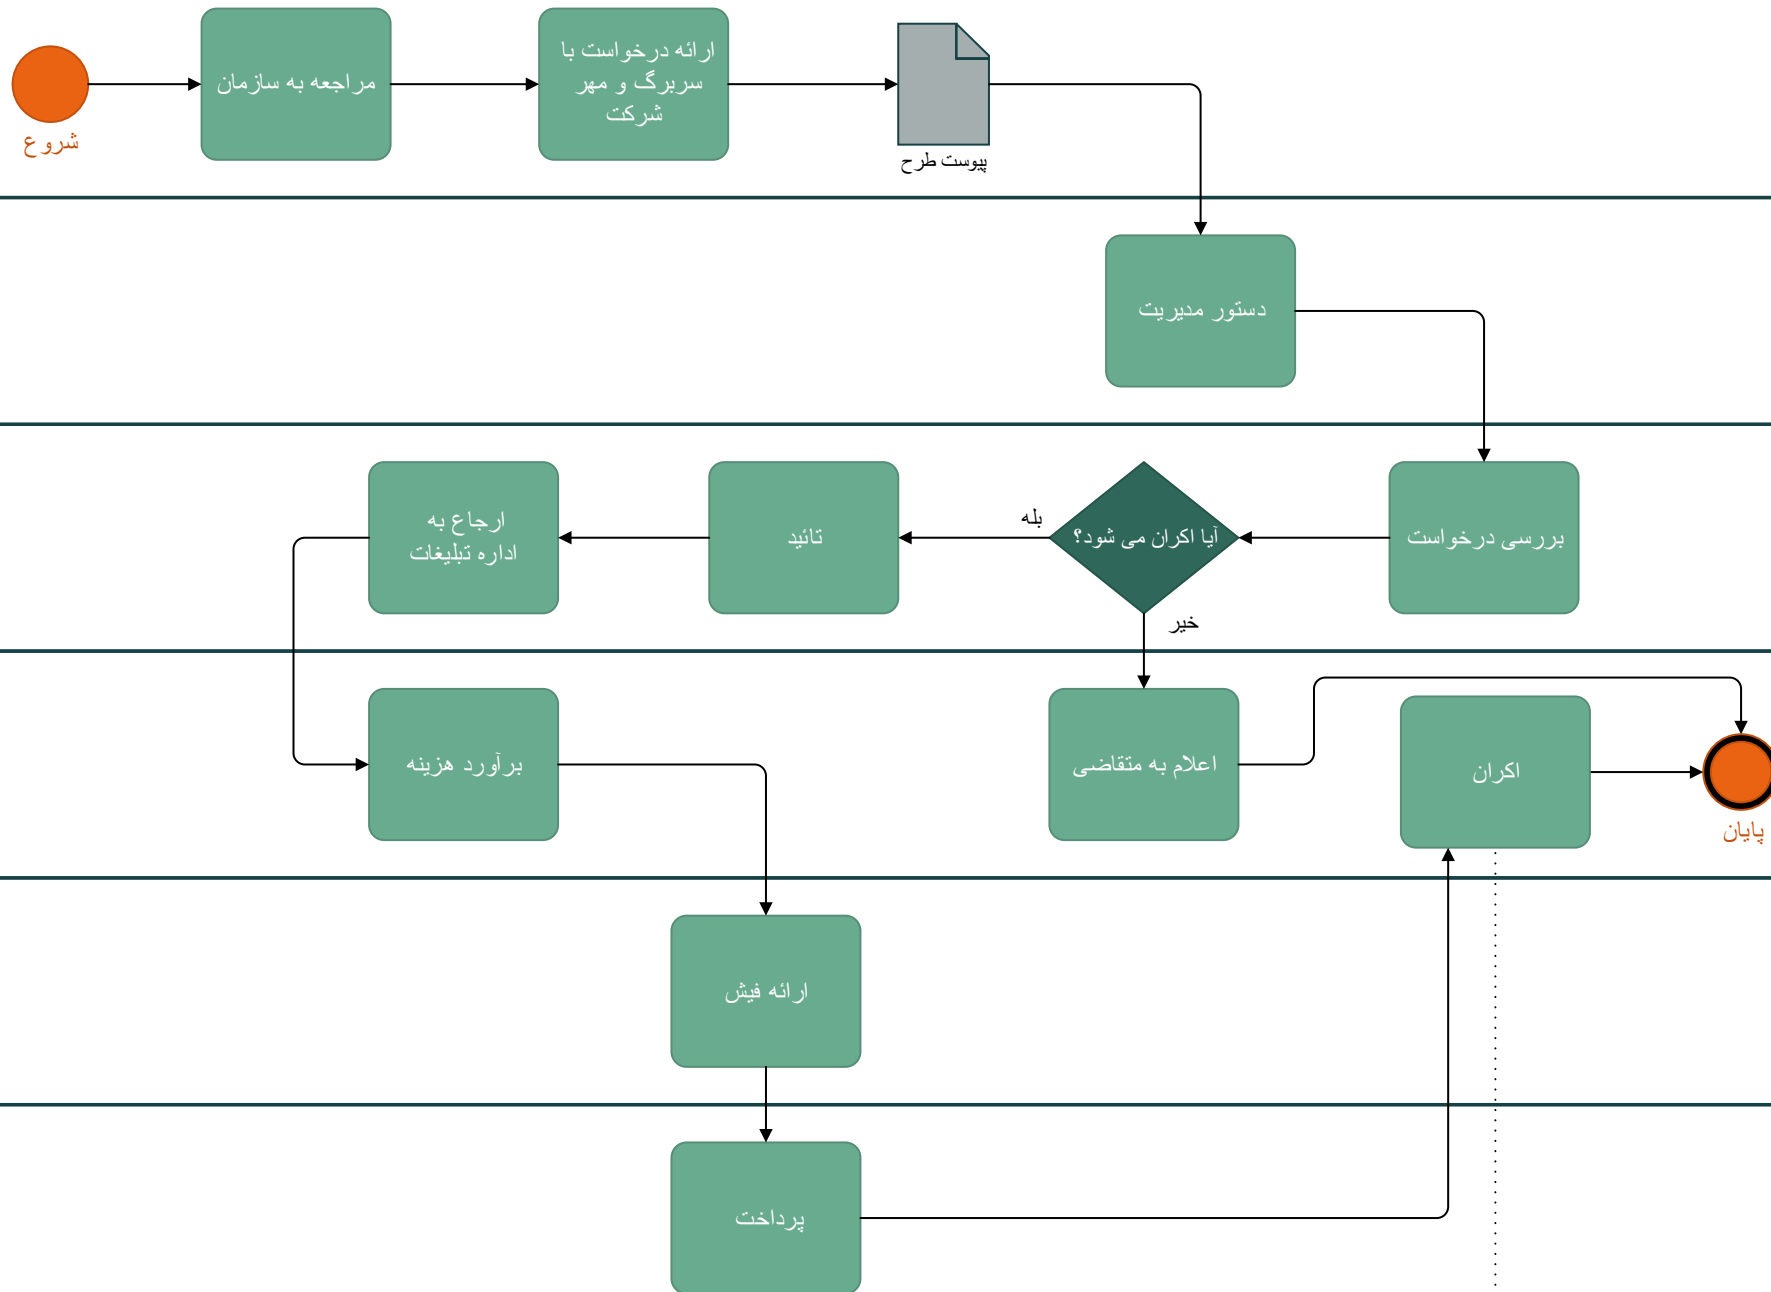 شروع
مراجعه به سازمان
ارائه درخواست با
سربرگ و مهر
شرکت
پیوست طرح
دستور مدیریت
بررسی درخواست
آیا اکران می شود؟
بله
خیر
تائید
ارجاع به
اداره تبلیغات
برآورد هزینه
اعلام به متقاضی
اکران
پایان
ارائه فیش
پرداخت